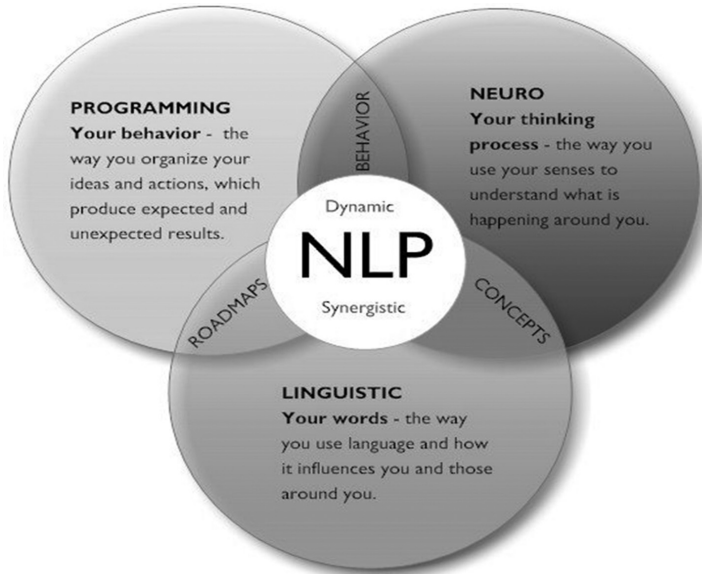 PROGRAMMING
Your behavior - the
way you organize your
ideas and actions, which
produce expected and
unexpected results.
BEHAVIOR
NEURO
Your thinking
process - the way you
use your senses to
understand what is
happening around you.
Dynamic
NLP
Synergistic
ROADMAPS
CONCEPTS
LINGUISTIC
Your words - the way
you use language and how
it influences you and those
around you.